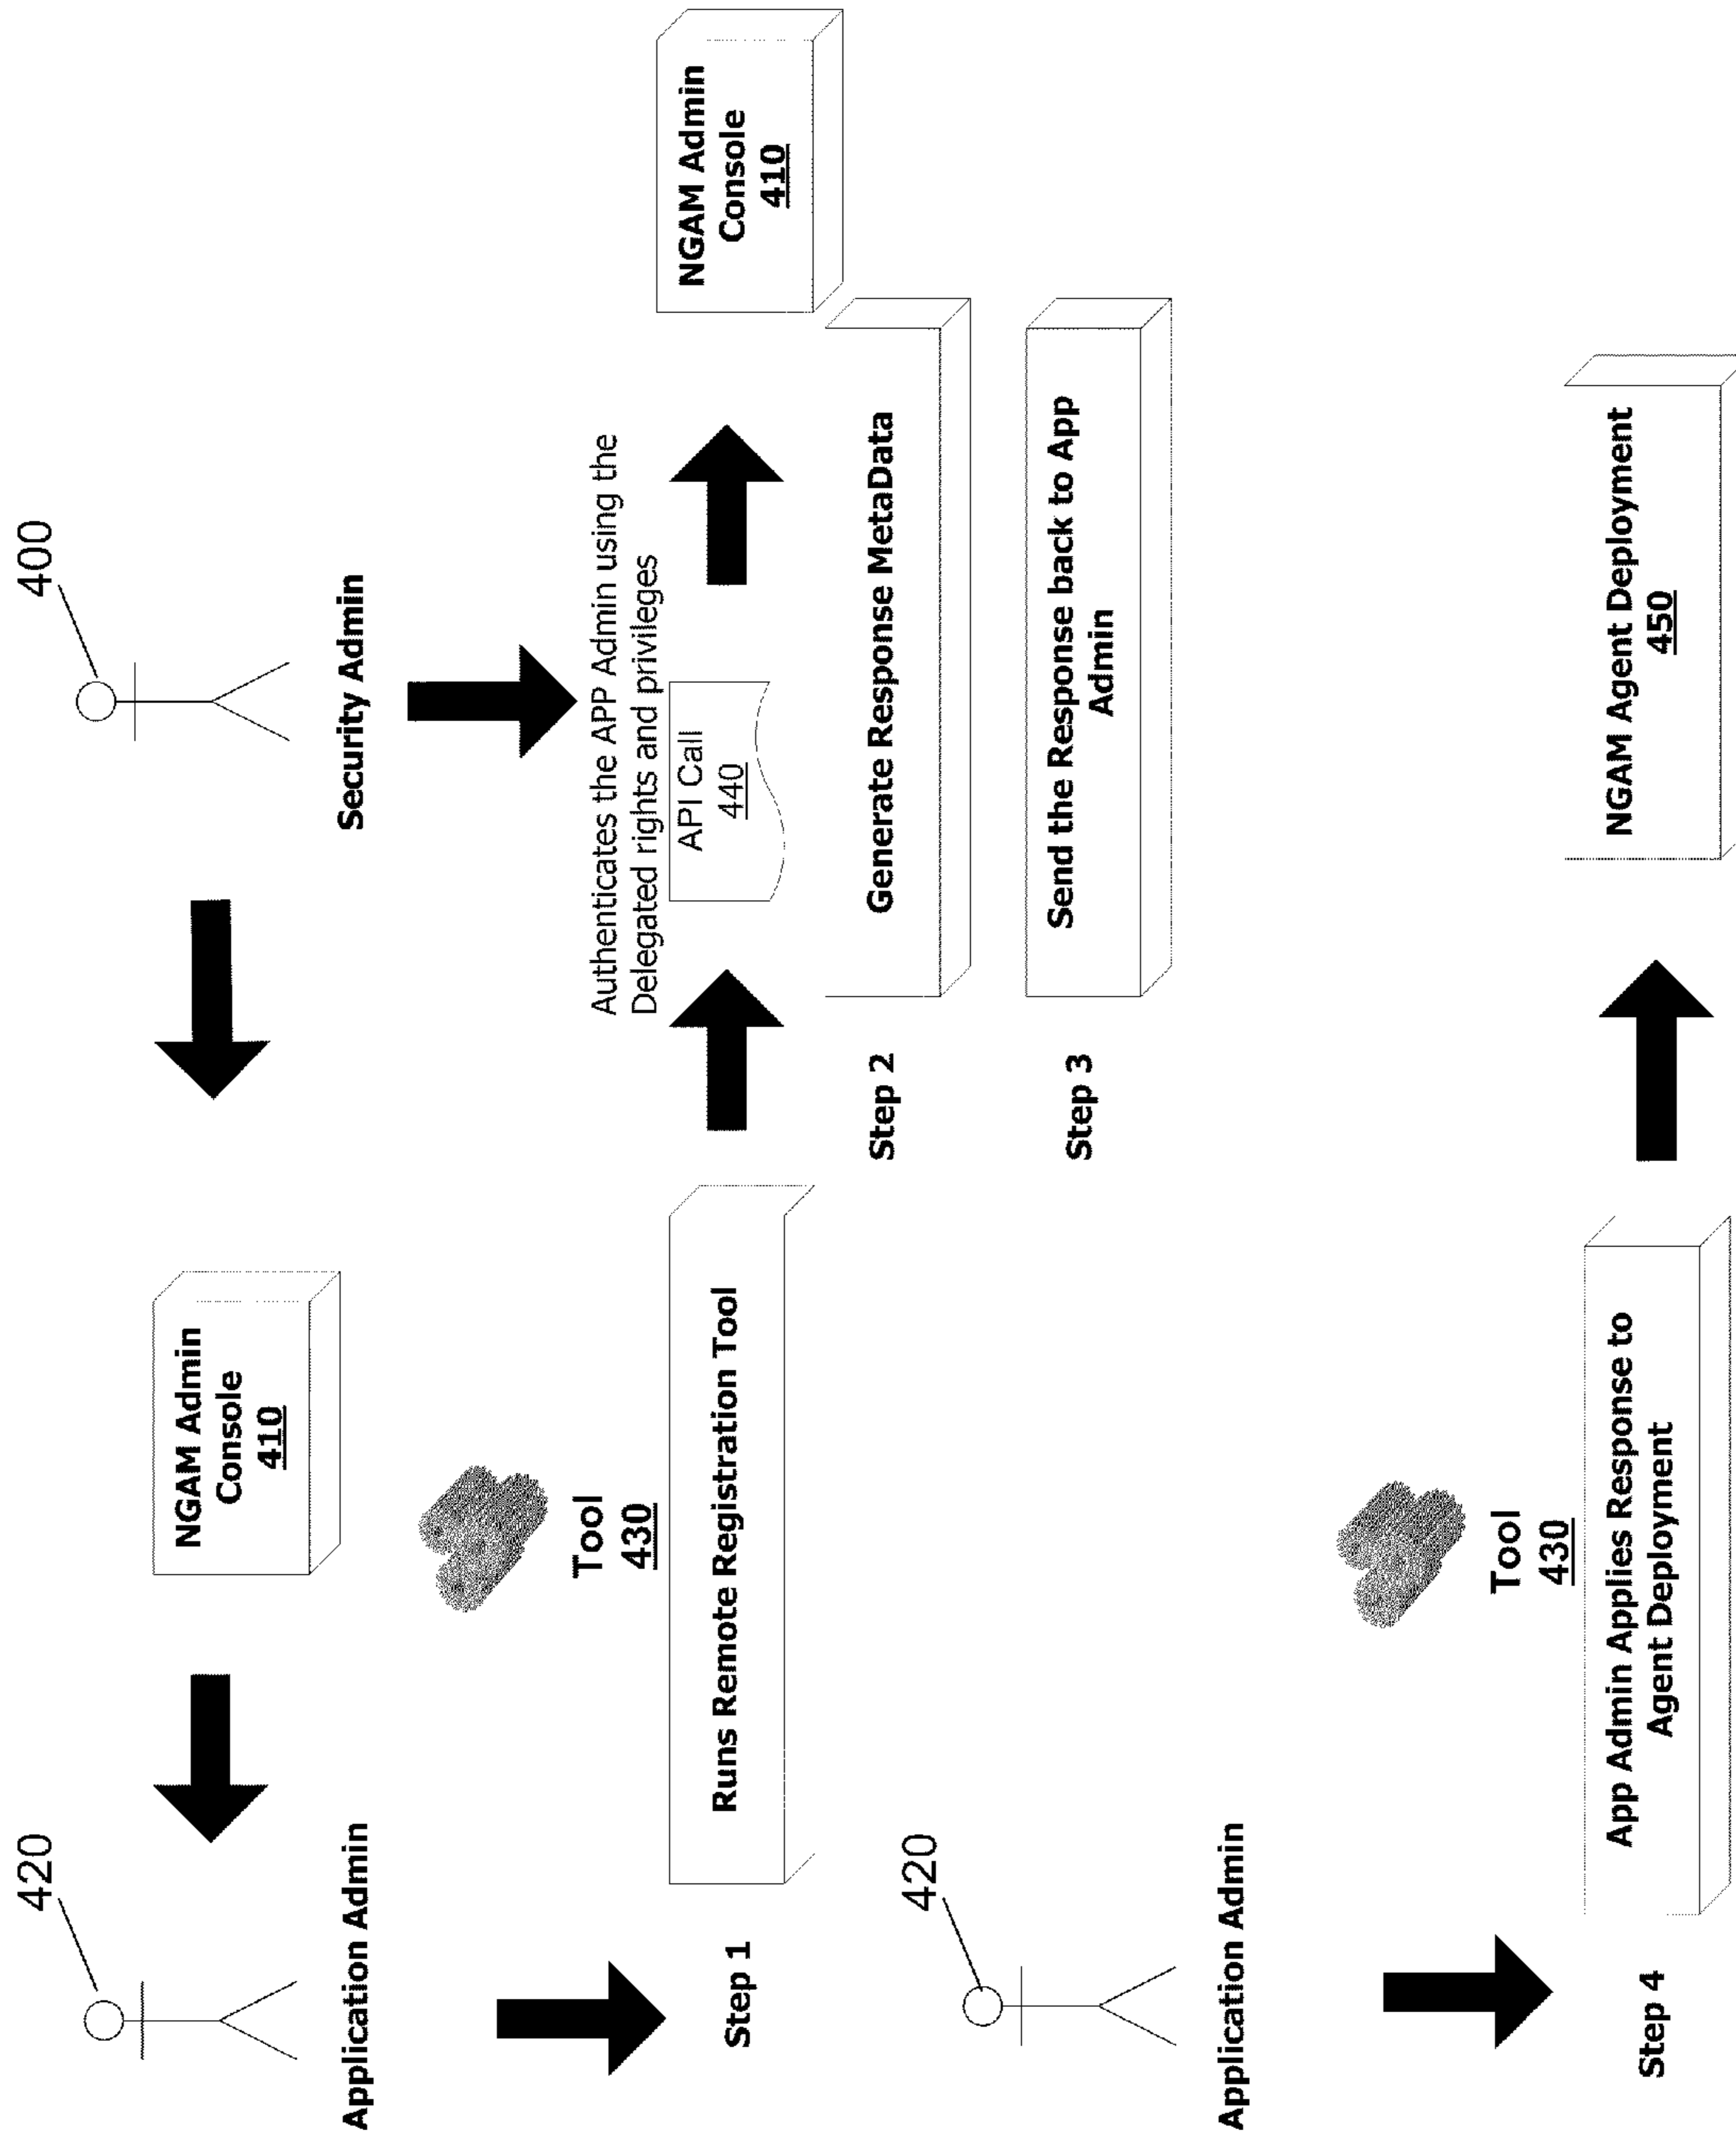 420
400
Application Admin
NGAM Admin
Console
410
Security Admin
Tool
430
Authenticates the APP Admin using the
Delegated rights and privileges
Step 1
Runs Remote Registration Tool
API Call
440
NGAM Admin
Console
410
Step 2
Generate Response MetaData
Step 3
Send the Response back to App
Admin
420
Application Admin
Tool
430
Step 4
App Admin Applies Response to
Agent Deployment
NGAM Agent Deployment
450